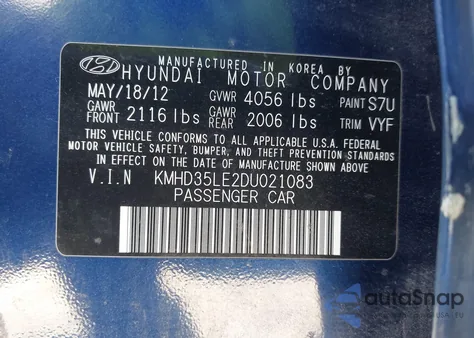 MANUFACTURED IN KOREA BY
HYUNDAI MOTOR COMPANY
MAY/18/12 GVWR 4056 lbs PAINT S7U
GAWR FRONT 2116 lbs GAWR REAR 2006 lbs TRIM VYF
THIS VEHICLE CONFORMS TO ALL APPLICABLE U.S.A. FEDERAL
MOTOR VEHICLE SAFETY, BUMPER, AND THEFT PREVENTION STANDARDS
IN EFFECT ON THE DATE OF MANUFACTURE SHOWN ABOVE.
V.I.N KMHD35LE2DU021083
PASSENGER CAR
autoSnap